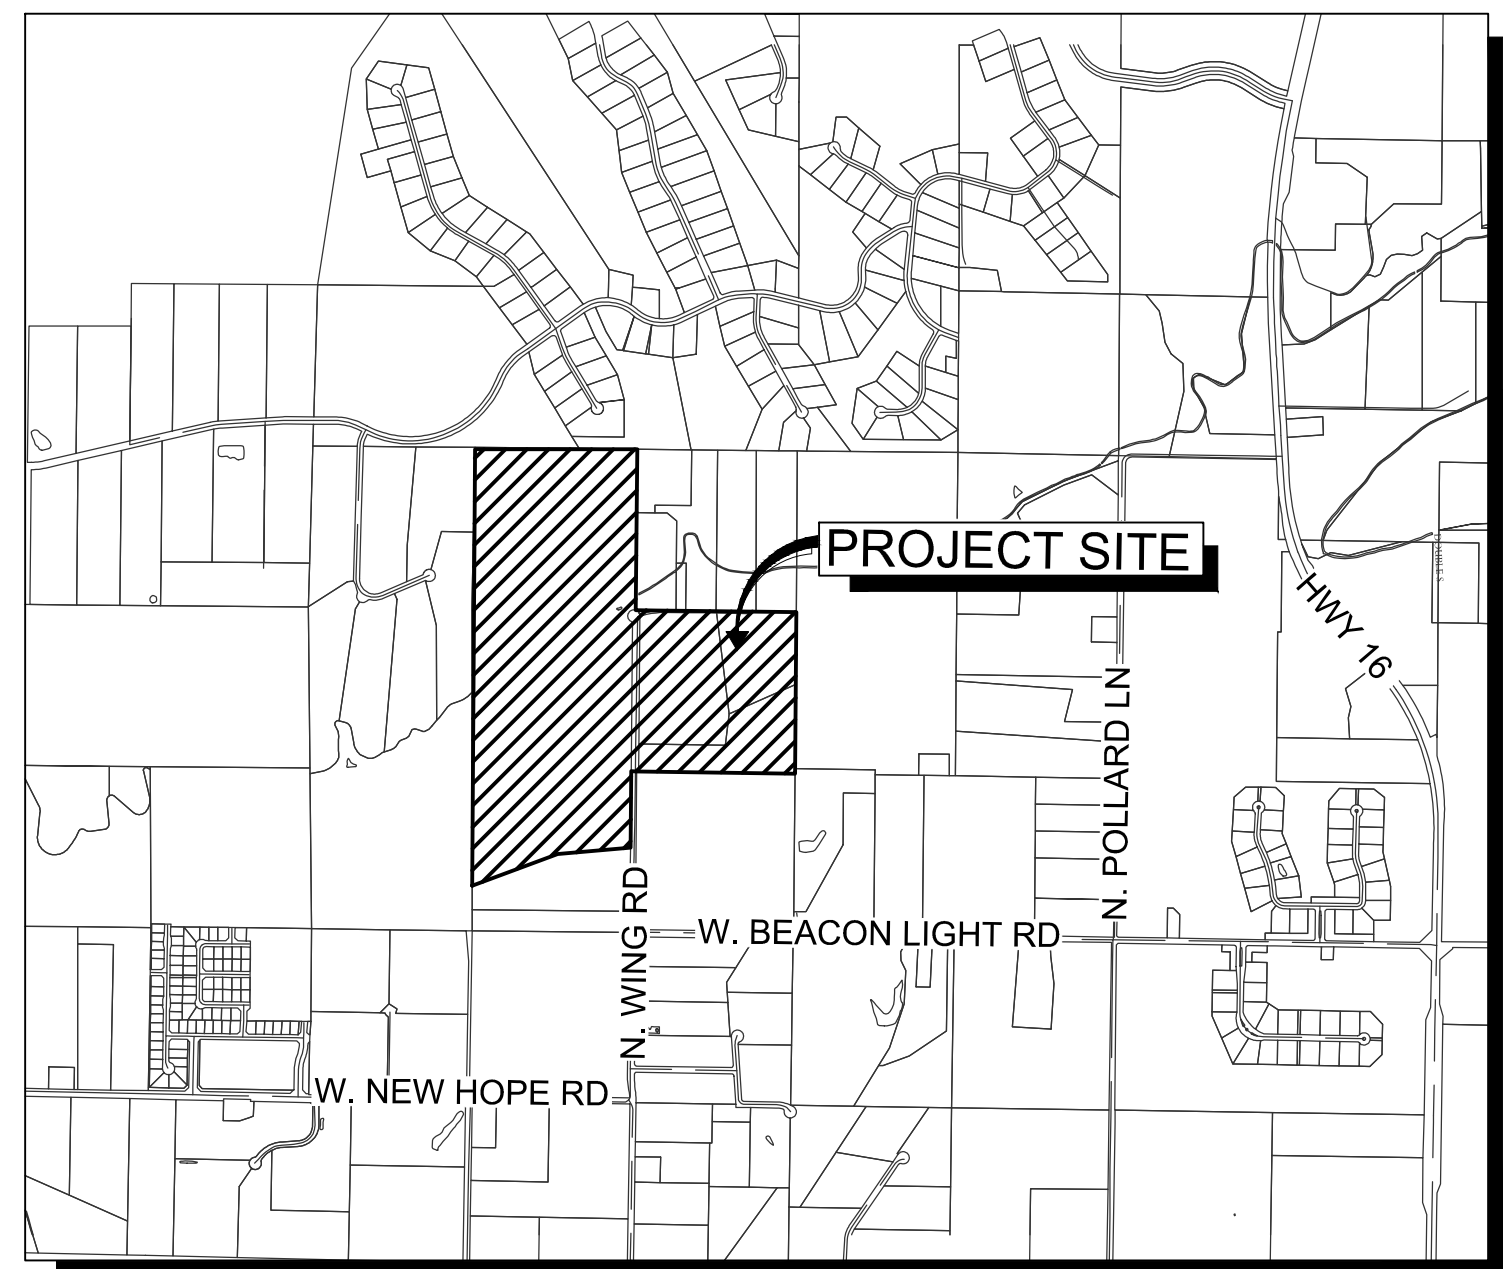 PROJECT SITE
HWY 16
N. POLLARD LN
N. WING RD
W. BEACON LIGHT RD
W. NEW HOPE RD